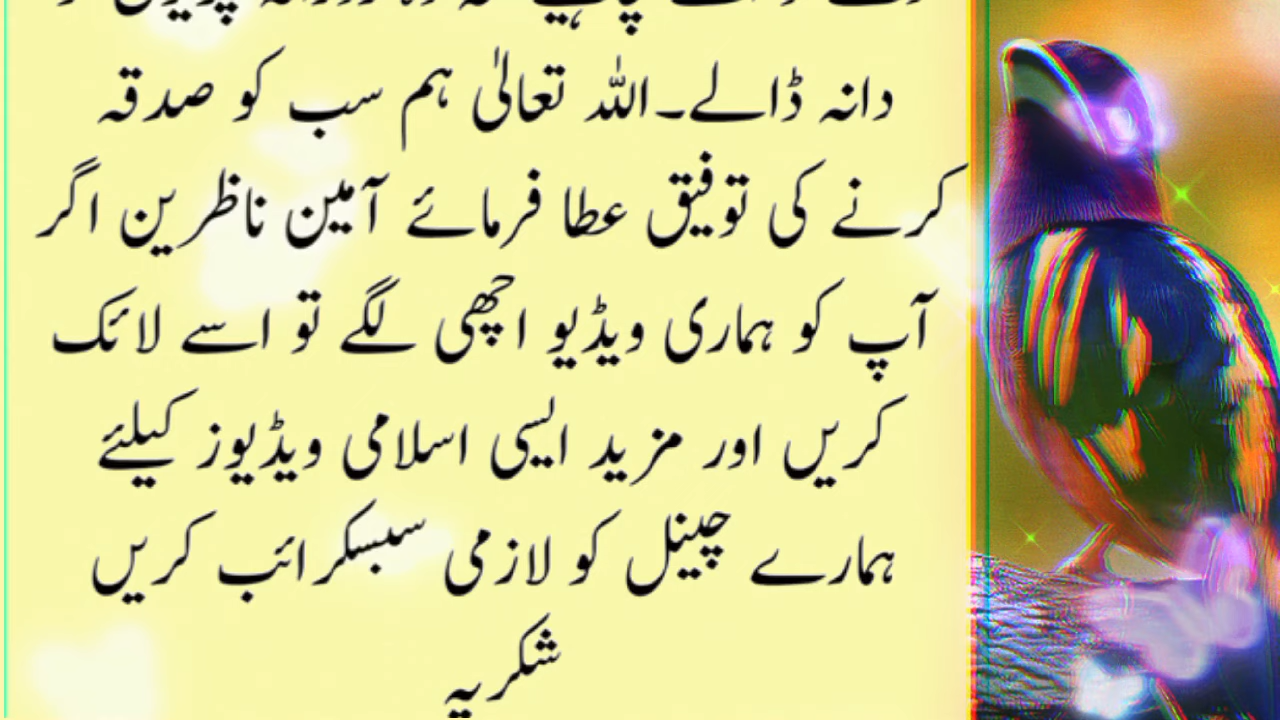 دانہ ڈالے۔اللہ تعالیٰ ہم سب کو صدقہ
کرنے کی توفیق عطا فرمائے آمین ناظرین اگر
آپ کو ہماری ویڈیو اچھی لگے تو اسے لائک
کریں اور مزید ایسی اسلامی ویڈیوز کیلئے
ہمارے چینل کو لازمی سبسکرائب کریں
شکریہ